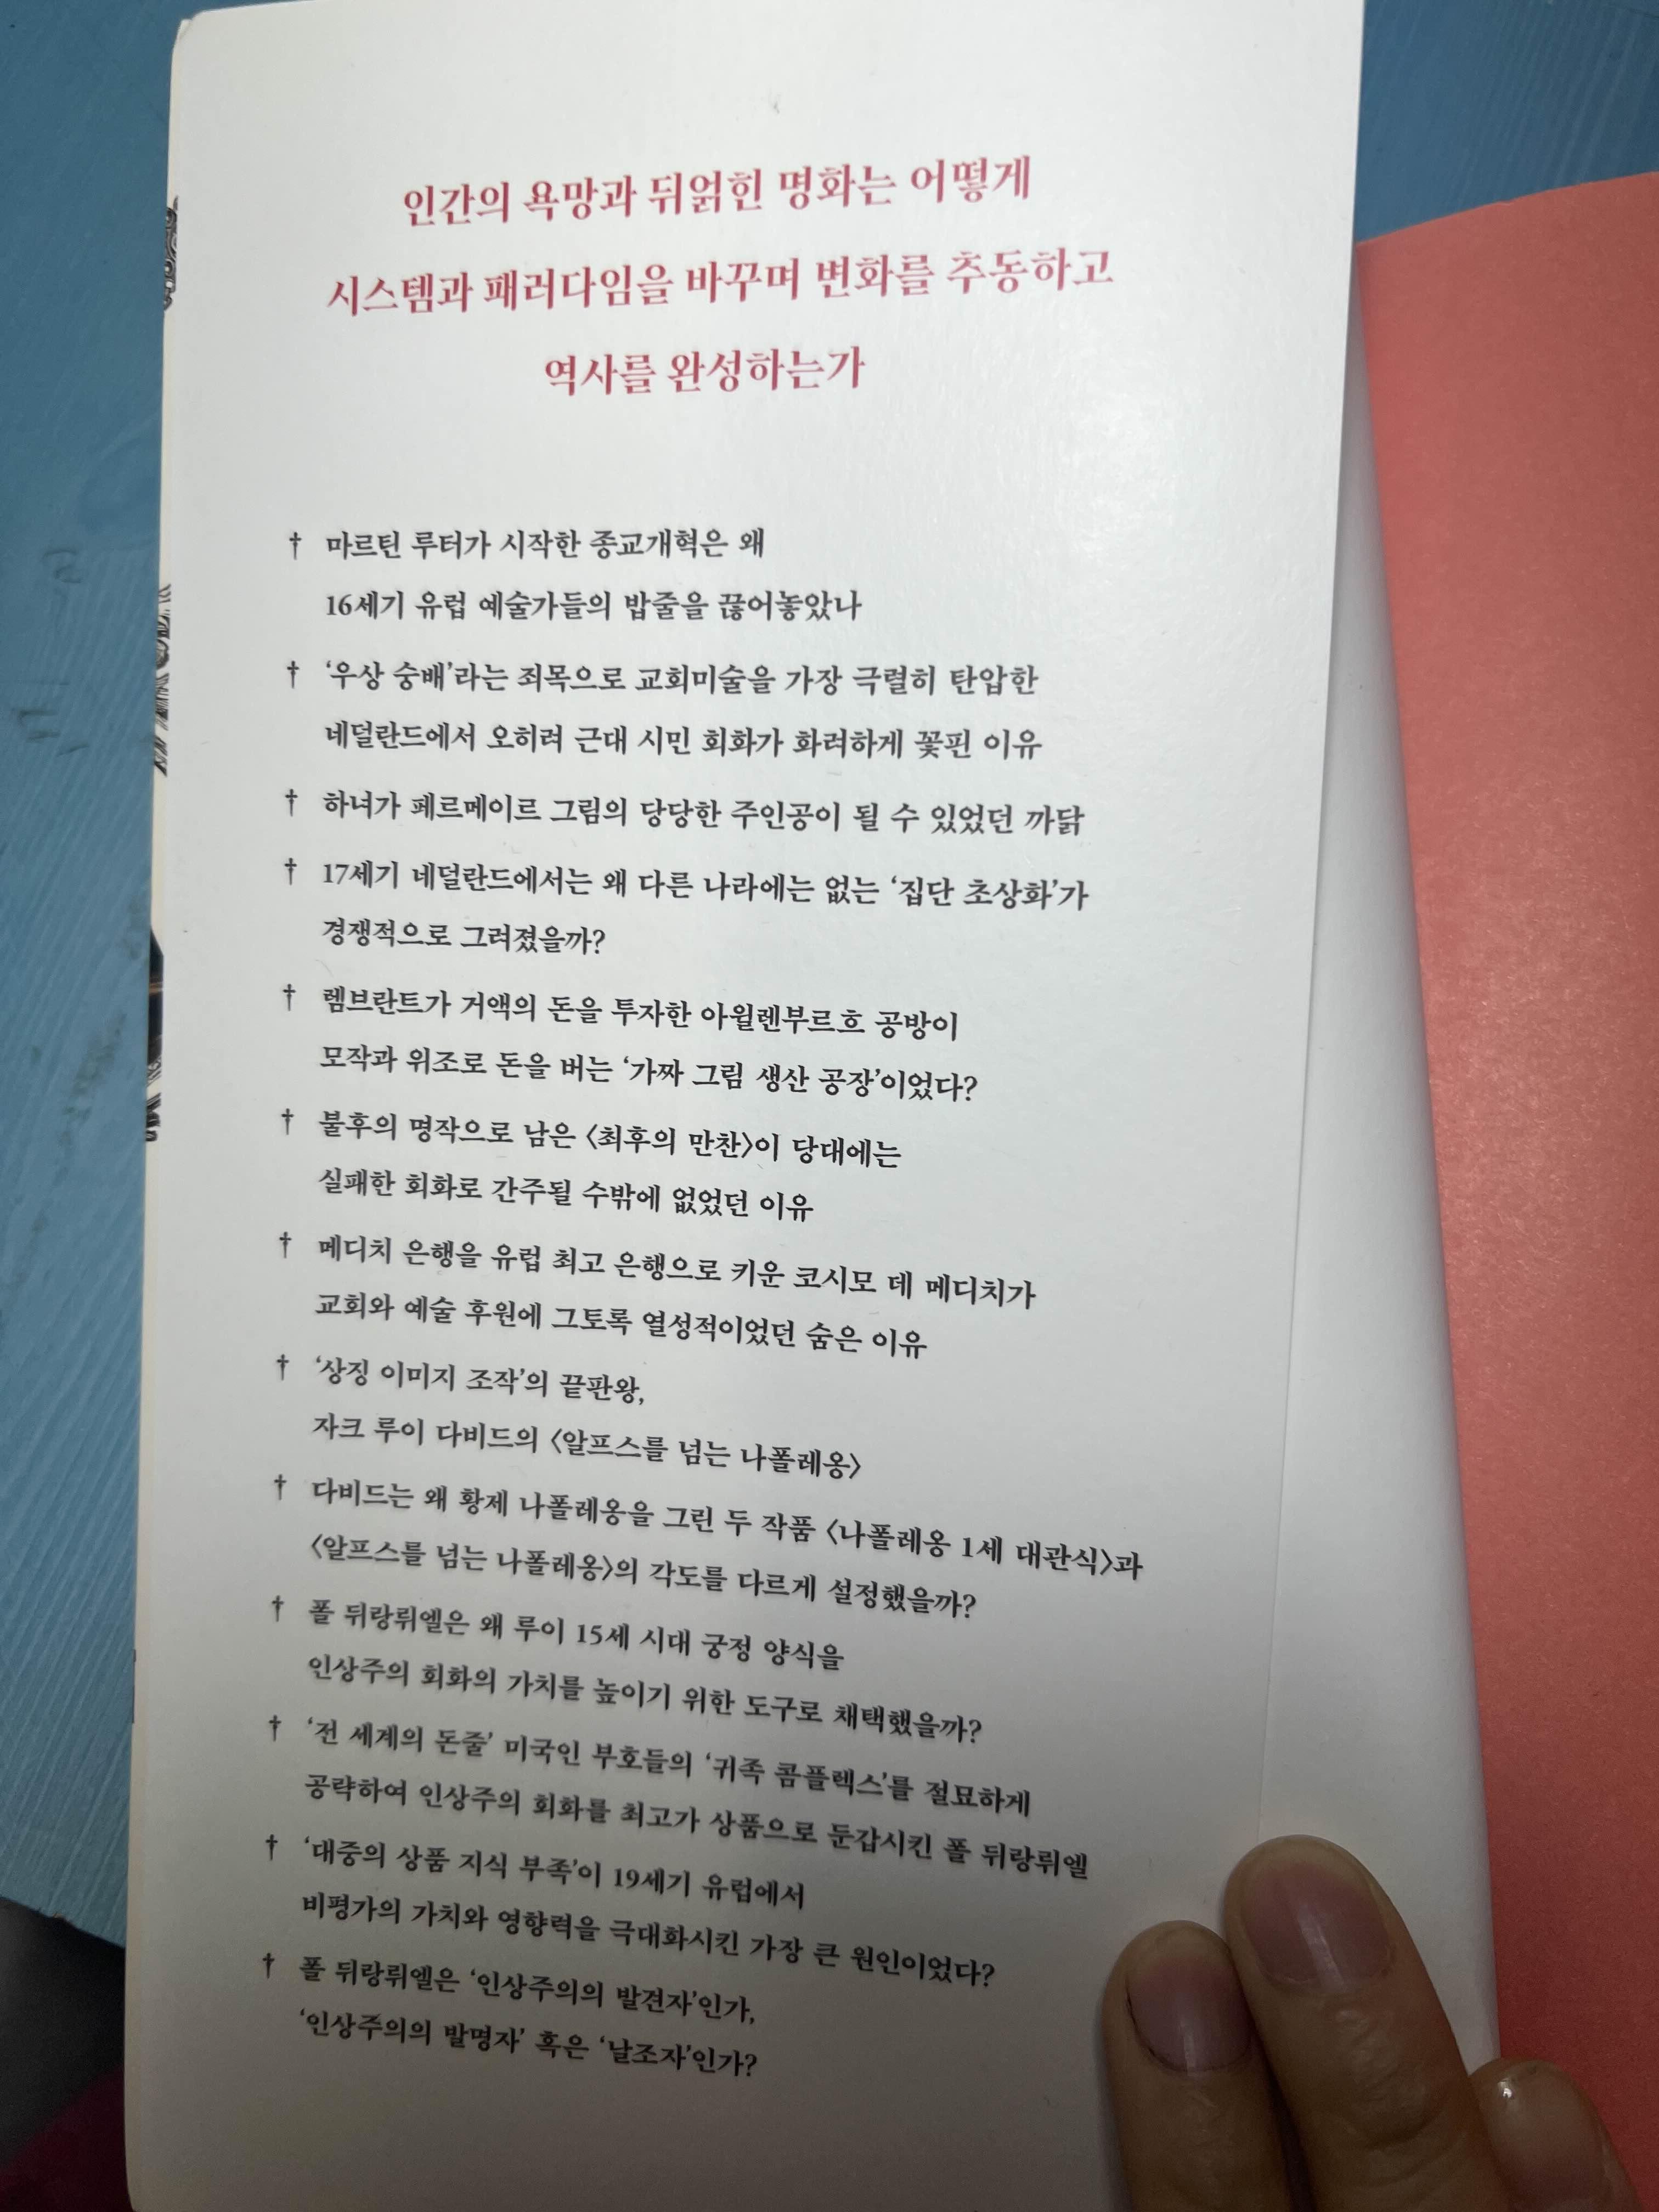 인간의 욕망과 뒤얽힌 명화는 어떻게
시스템과 패러다임을 바꾸며 변화를 추동하고
역사를 완성하는가
† 마르틴 루터가 시작한 종교개혁은 왜
16세기 유럽 예술가들의 밥줄을 끊어놓았나
† ‘우상 숭배’라는 죄목으로 교회미술을 가장 극렬히 탄압한
네덜란드에서 오히려 근대 시민 회화가 화려하게 꽃핀 이유
† 하녀가 페르메이르 그림의 당당한 주인공이 될 수 있었던 까닭
† 17세기 네덜란드에서는 왜 다른 나라에는 없는 ‘집단 초상화’가
경쟁적으로 그려졌을까?
† 렘브란트가 거액의 돈을 투자한 아윌렌부르흐 공방이
모작과 위조로 돈을 버는 ‘가짜 그림 생산 공장’이었다?
† 불후의 명작으로 남은 〈최후의 만찬〉이 당대에는
실패한 회화로 간주될 수밖에 없었던 이유
† 메디치 은행을 유럽 최고 은행으로 키운 코시모 데 메디치가
교회와 예술 후원에 그토록 열성적이었던 숨은 이유
† ‘상징 이미지 조작’의 끝판왕,
자크 루이 다비드의 〈알프스를 넘는 나폴레옹〉
† 다비드는 왜 황제 나폴레옹을 그린 두 작품 〈나폴레옹 1세 대관식〉과
〈알프스를 넘는 나폴레옹〉의 각도를 다르게 설정했을까?
† 폴 뒤랑뤼엘은 왜 루이 15세 시대 궁정 양식을
인상주의 회화의 가치를 높이기 위한 도구로 채택했을까?
† ‘전 세계의 돈줄’ 미국인 부호들의 ‘귀족 콤플렉스’를 절묘하게
공략하여 인상주의 회화를 최고가 상품으로 둔갑시킨 폴 뒤랑뤼엘
† ‘대중의 상품 지식 부족’이 19세기 유럽에서
비평가의 가치와 영향력을 극대화시킨 가장 큰 원인이었다?
† 폴 뒤랑뤼엘은 ‘인상주의의 발견자’인가,
‘인상주의의 발명자’ 혹은 ‘날조자’인가?